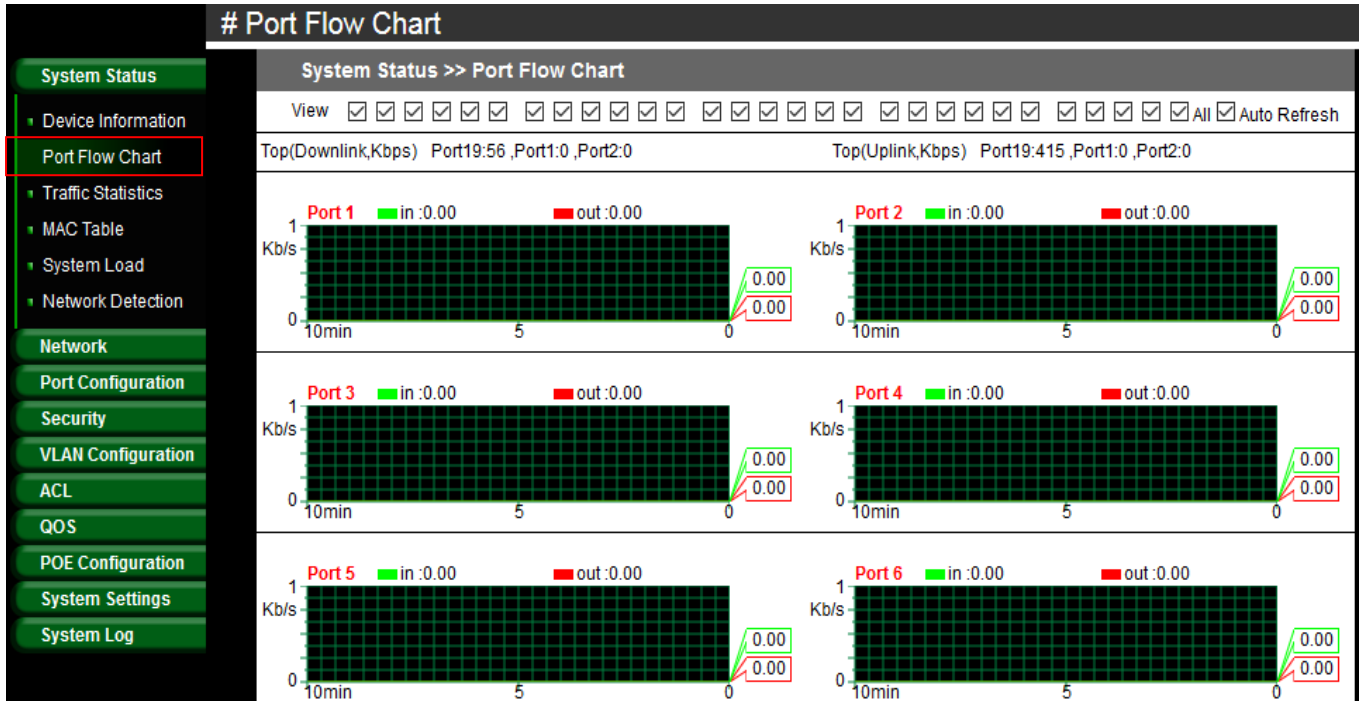 # Port Flow Chart
System Status
Device Information
Port Flow Chart
Traffic Statistics
MAC Table
System Load
Network Detection
Network
Port Configuration
Security
VLAN Configuration
ACL
QOS
POE Configuration
System Settings
System Log
System Status >> Port Flow Chart
View All Auto Refresh
Top(Downlink,Kbps) Port19:56 ,Port1:0 ,Port2:0 Top(Uplink,Kbps) Port19:415 ,Port1:0 ,Port2:0
Port 1 in :0.00 out :0.00
1
Kb/s
0.00
0.00
0
10min 5 0
Port 2 in :0.00 out :0.00
1
Kb/s
0.00
0.00
0
10min 5 0
Port 3 in :0.00 out :0.00
1
Kb/s
0.00
0.00
0
10min 5 0
Port 4 in :0.00 out :0.00
1
Kb/s
0.00
0.00
0
10min 5 0
Port 5 in :0.00 out :0.00
1
Kb/s
0.00
0.00
0
10min 5 0
Port 6 in :0.00 out :0.00
1
Kb/s
0.00
0.00
0
10min 5 0